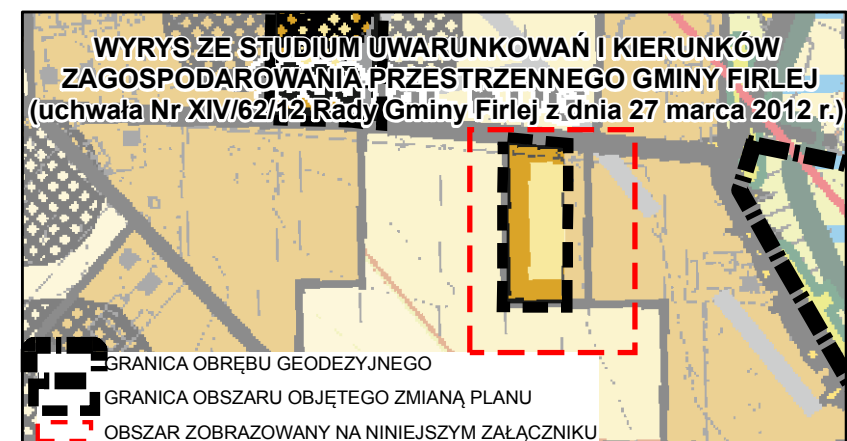 WYRYS ZE STUDIUM UWARUNKOWAŃ I KIERUNKÓW
ZAGOSPODAROWANIA PRZESTRZENNEGO GMINY FIRLEJ
(uchwała Nr XIV/62/12 Rady Gminy Firlej z dnia 27 marca 2012 r.)
GRANICA OBRĘBU GEODEZYJNEGO
GRANICA OBSZARU OBJĘTEGO ZMIANĄ PLANU
OBSZAR ZOBRAZOWANY NA NINIEJSZYM ZAŁĄCZNIKU